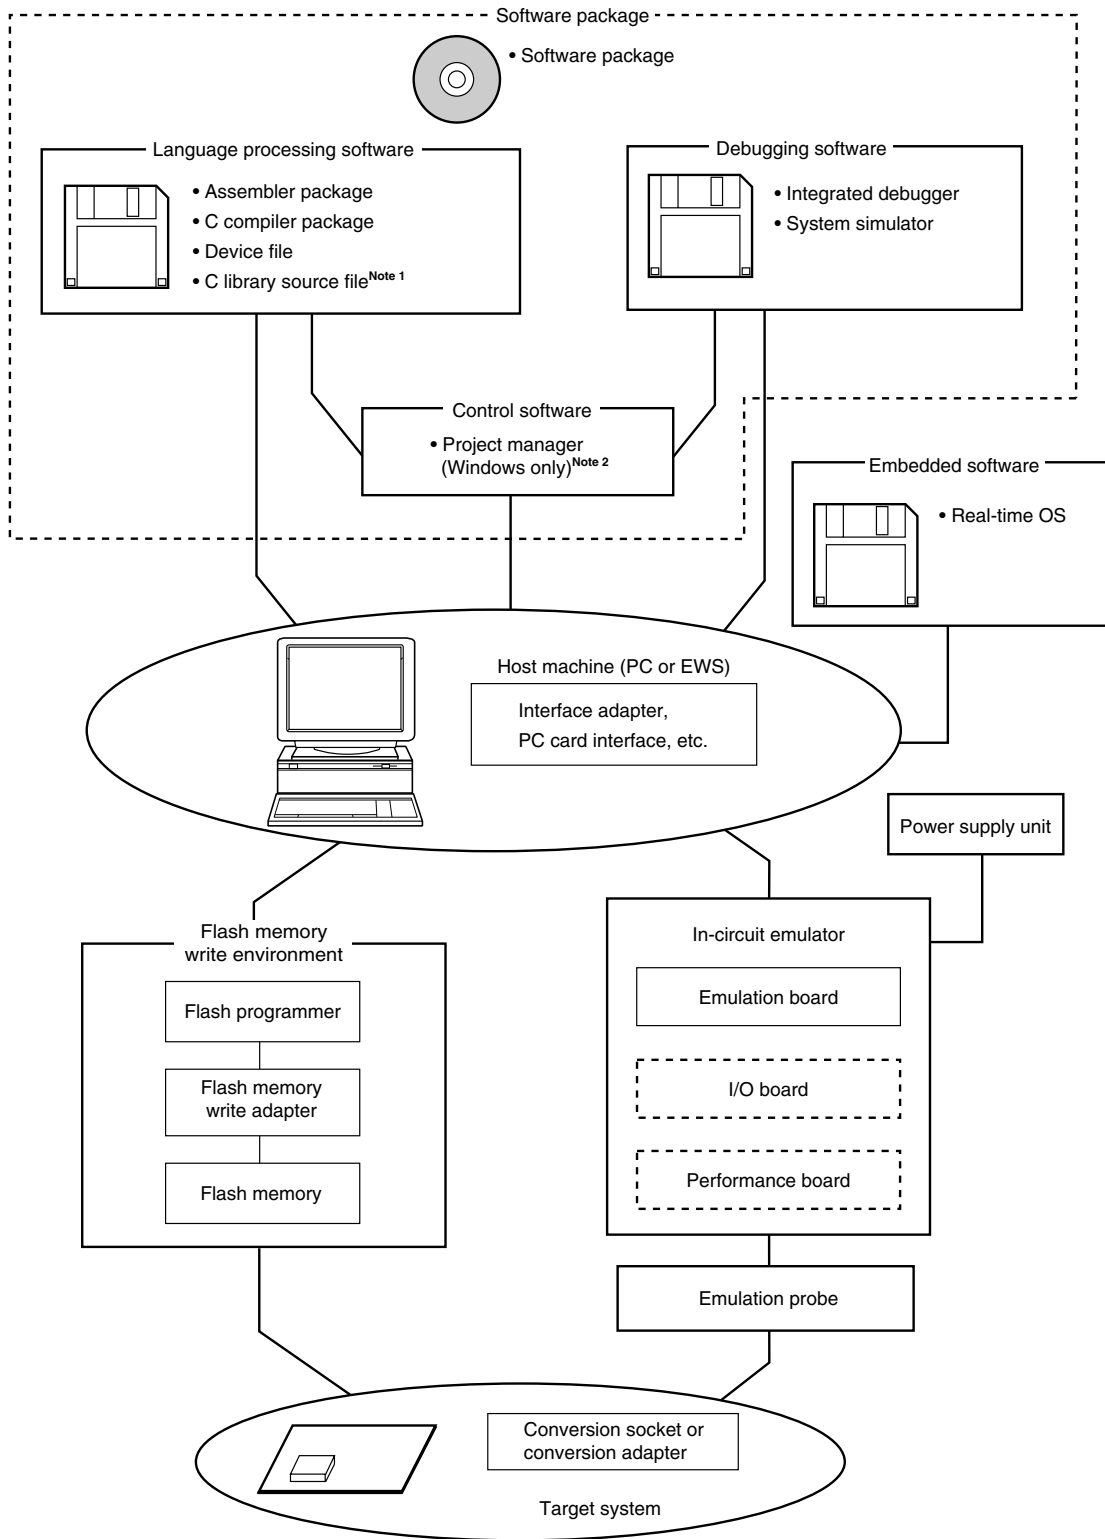 Software package
• Software package
Language processing software
• Assembler package
• C compiler package
• Device file
• C library source fileNote 1
Debugging software
• Integrated debugger
• System simulator
Control software
• Project manager
(Windows only)Note 2
Embedded software
• Real-time OS
Host machine (PC or EWS)
Interface adapter,
PC card interface, etc.
Power supply unit
Flash memory
write environment
Flash programmer
Flash memory
write adapter
Flash memory
In-circuit emulator
Emulation board
I/O board
Performance board
Emulation probe
Conversion socket or
conversion adapter
Target system